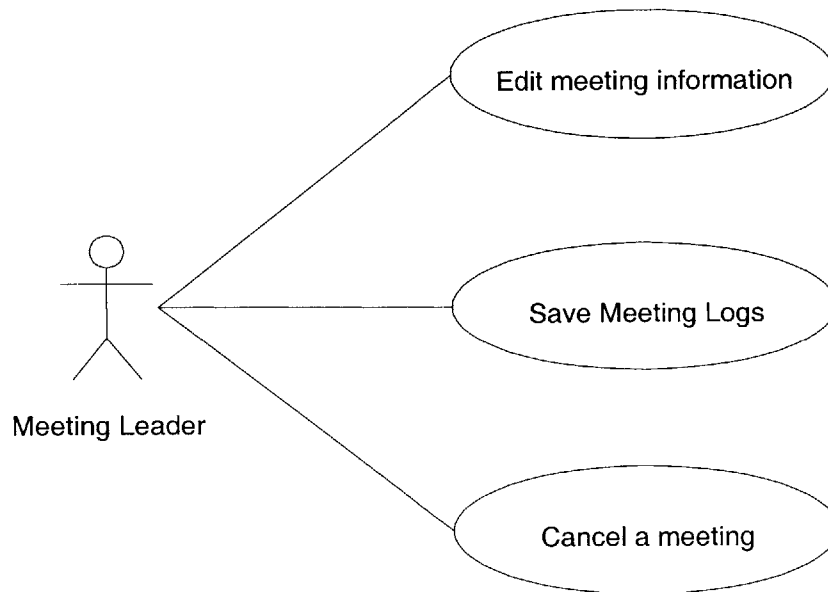 Edit meeting information
Save Meeting Logs
Meeting Leader
Cancel a meeting